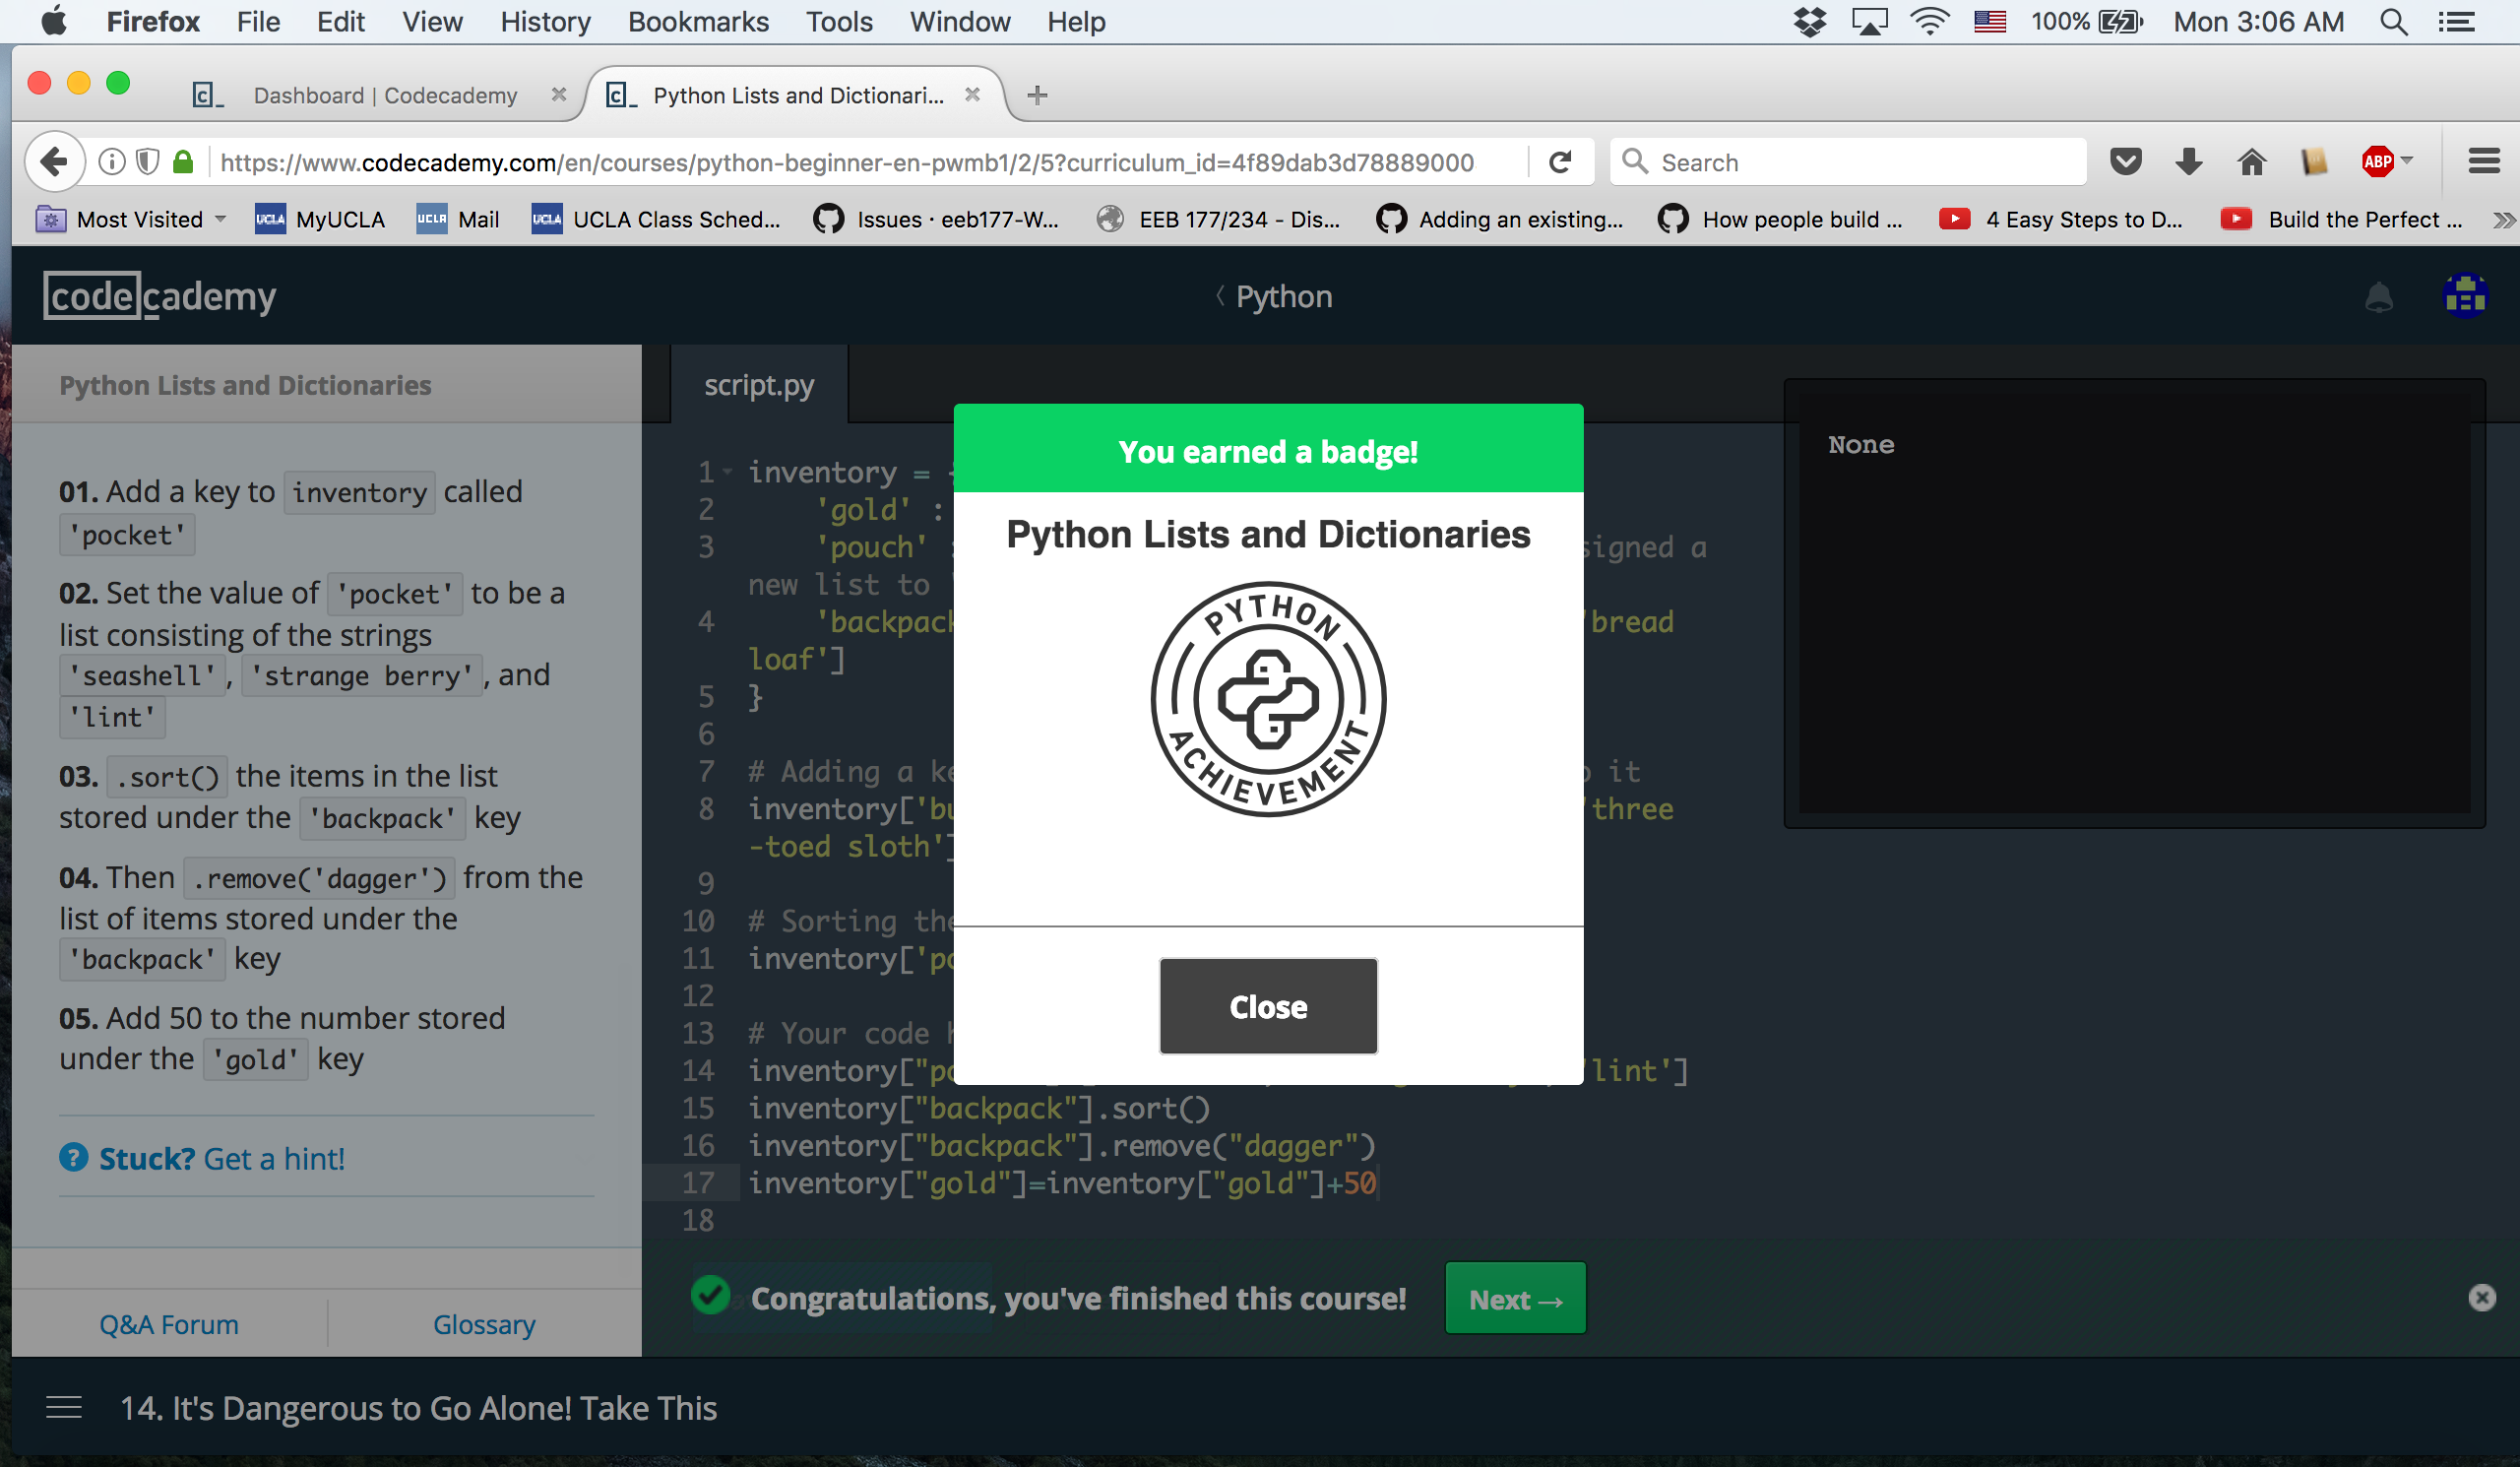 Firefox File Edit View History Bookmarks Tools Window Help 100% Mon 3:06 AM
Dashboard | Codecademy Python Lists and Dictionari...
https://www.codecademy.com/en/courses/python-beginner-en-pwmb1/2/5?curriculum_id=4f89dab3d78889000 Search ABP
Most Visited UCLA MyUCLA UCLA Mail UCLA UCLA Class Sched... Issues · eeb177-W... EEB 177/234 - Dis... Adding an existing... How people build ... 4 Easy Steps to D... Build the Perfect ...
codecademy
Python
Python Lists and Dictionaries
01. Add a key to inventory called
'pocket'
02. Set the value of 'pocket' to be a
list consisting of the strings
'seashell', 'strange berry', and
'lint'
03. .sort() the items in the list
stored under the 'backpack' key
04. Then .remove('dagger') from the
list of items stored under the
'backpack' key
05. Add 50 to the number stored
under the 'gold' key
Stuck? Get a hint!
Q&A Forum Glossary
script.py
1 inventory =
2 'gold' :
3 'pouch' signed a
new list to
4 'backpack 'bread
loaf']
5 }
6
7 # Adding a ke it
8 inventory['bu 'three
-toed sloth']
9
10 # Sorting the
11 inventory['po
12
13 # Your code
14 inventory["po 'lint']
15 inventory["backpack"].sort()
16 inventory["backpack"].remove("dagger")
17 inventory["gold"]=inventory["gold"]+50
18
You earned a badge!
Python Lists and Dictionaries
PYTHON
ACHIEVEMENT
Close
None
Congratulations, you've finished this course! Next →
14. It's Dangerous to Go Alone! Take This